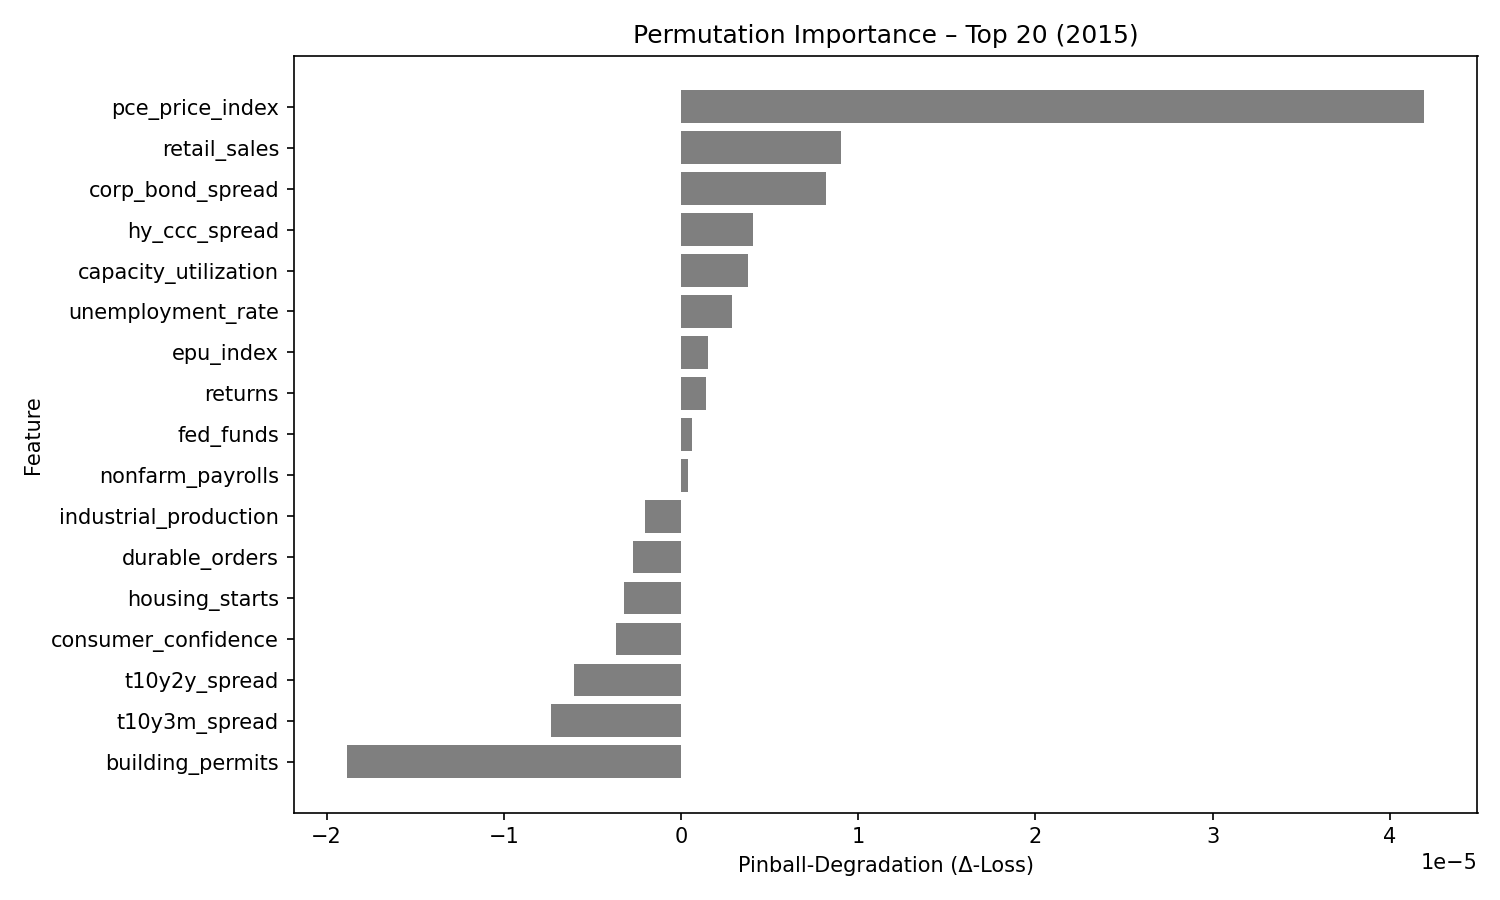 Permutation Importance – Top 20 (2015)
pce_price_index
retail_sales
corp_bond_spread
hy_ccc_spread
capacity_utilization
unemployment_rate
epu_index
returns
fed_funds
nonfarm_payrolls
industrial_production
durable_orders
housing_starts
consumer_confidence
t10y2y_spread
t10y3m_spread
building_permits
Feature
−2 −1 0 1 2 3 4
1e−5
Pinball-Degradation (Δ-Loss)